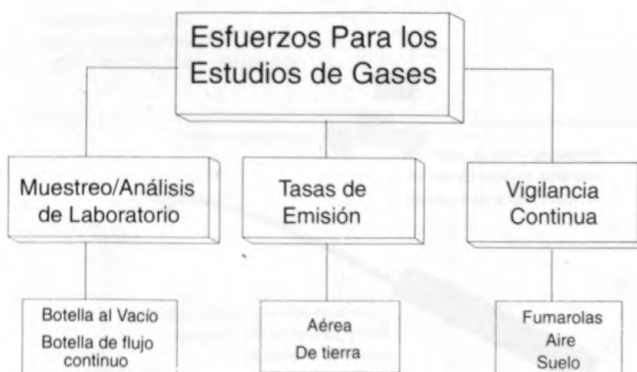 Esfuerzos Para los
Estudios de Gases
Muestreo/Análisis
de Laboratorio
Tasas de
Emisión
Vigilancia
Continua
Botella al Vacío
Botella de flujo
continuo
Aérea
De tierra
Fumarolas
Aire
Suelo